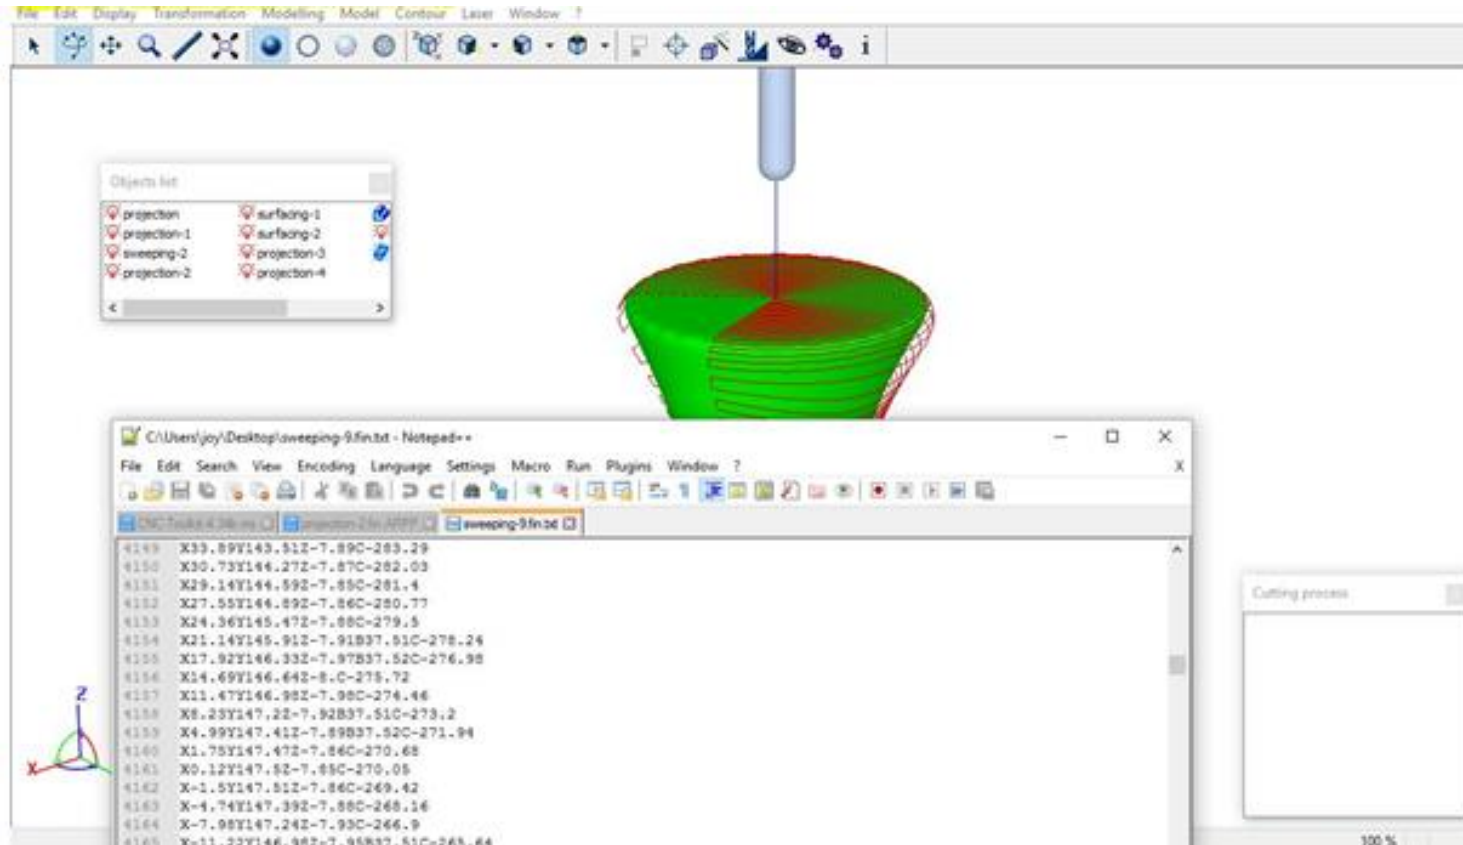 File Edit Display Transformation Modelling Model Contour Laser Window ?
Objects list
projection surfacing-1
projection-1 surfacing-2
sweeping-2 projection-3
projection-2 projection-4
C:\Users\joy\Desktop\sweeping-9.fin.txt - Notepad++
File Edit Search View Encoding Language Settings Macro Run Plugins Window ? X
sweeping-9.fin.txt
4149 X33.89Y143.51Z-7.89C-283.29
4150 X30.73Y144.27Z-7.87C-282.03
4151 X29.14Y144.59Z-7.85C-281.4
4152 X27.55Y144.89Z-7.86C-280.77
4153 X24.36Y145.47Z-7.88C-279.5
4154 X21.14Y145.91Z-7.91B37.51C-278.24
4155 X17.92Y146.33Z-7.97B37.52C-276.98
4156 X14.69Y146.64Z-8.C-275.72
4157 X11.47Y146.98Z-7.98C-274.46
4158 X8.23Y147.2Z-7.92B37.51C-273.2
4159 X4.99Y147.41Z-7.89B37.52C-271.94
4160 X1.75Y147.47Z-7.86C-270.68
4161 X0.12Y147.5Z-7.85C-270.05
4162 X-1.5Y147.51Z-7.86C-269.42
4163 X-4.74Y147.39Z-7.88C-268.16
4164 X-7.98Y147.24Z-7.93C-266.9
4165 X-11.22Y146.98Z-7.95B37.51C-265.64
Cutting process
Z
X
100 %